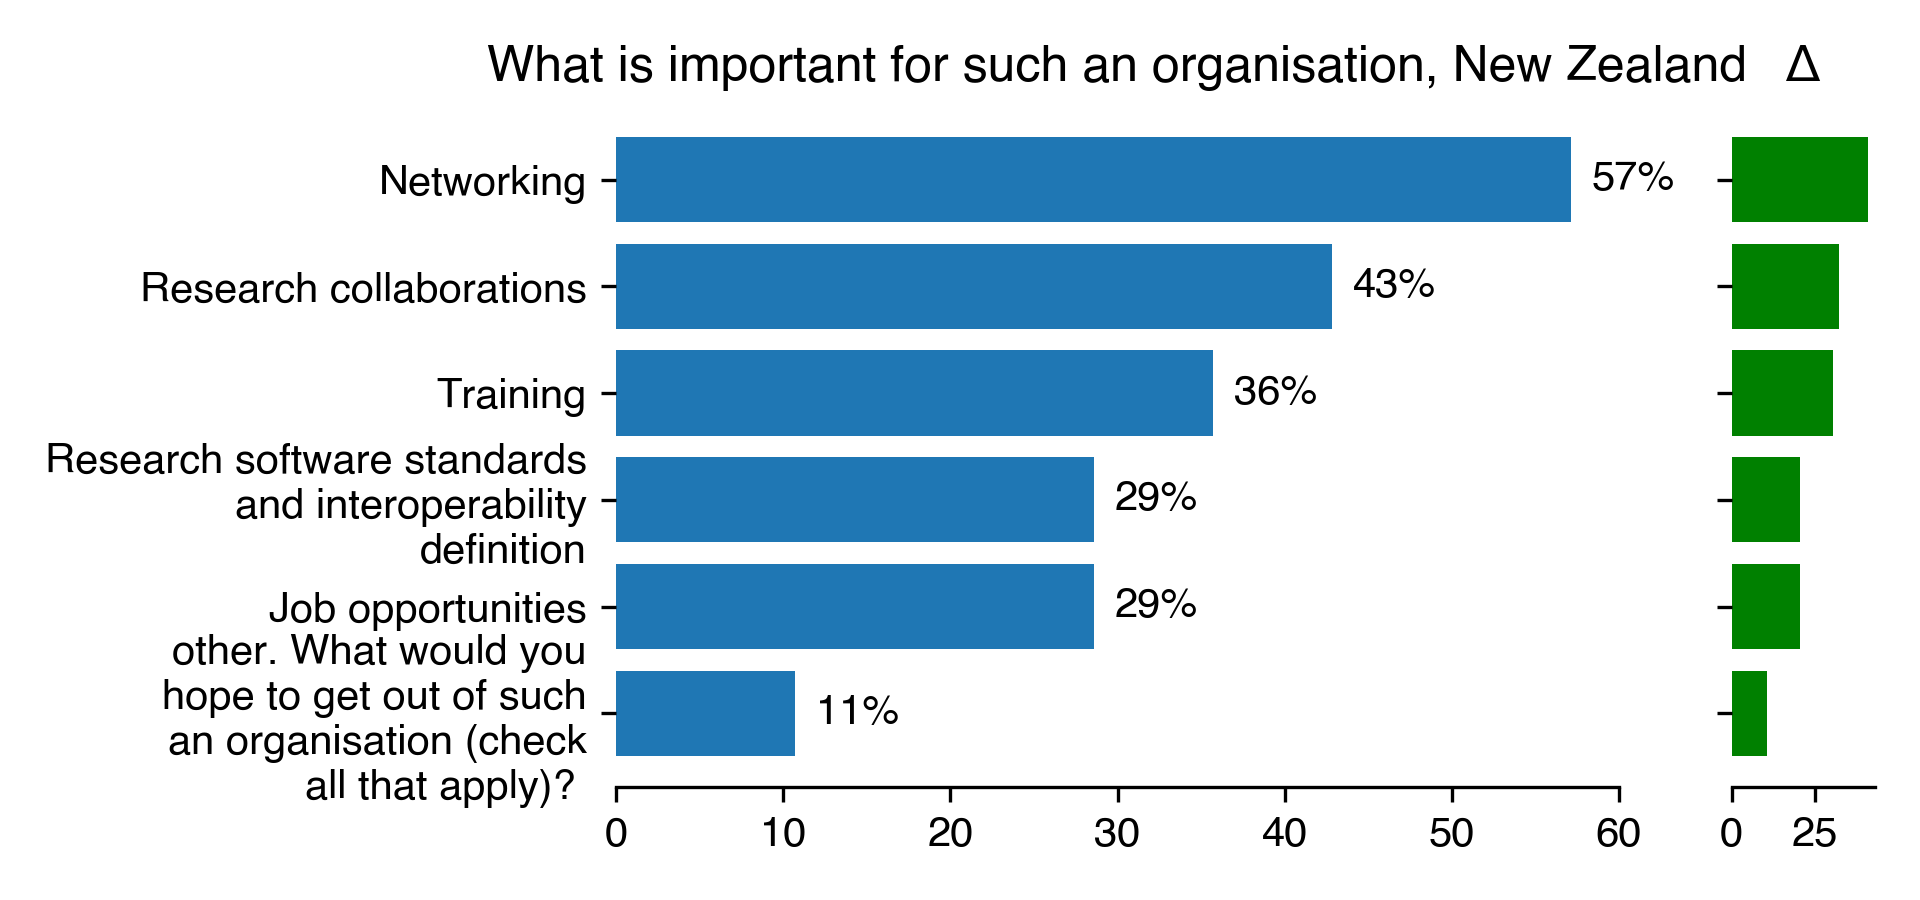 What is important for such an organisation, New Zealand Δ
Networking
57%
Research collaborations
43%
Training
36%
Research software standards
and interoperability
definition
29%
Job opportunities
29%
other. What would you
hope to get out of such
an organisation (check
all that apply)?
11%
0 10 20 30 40 50 60
0 25